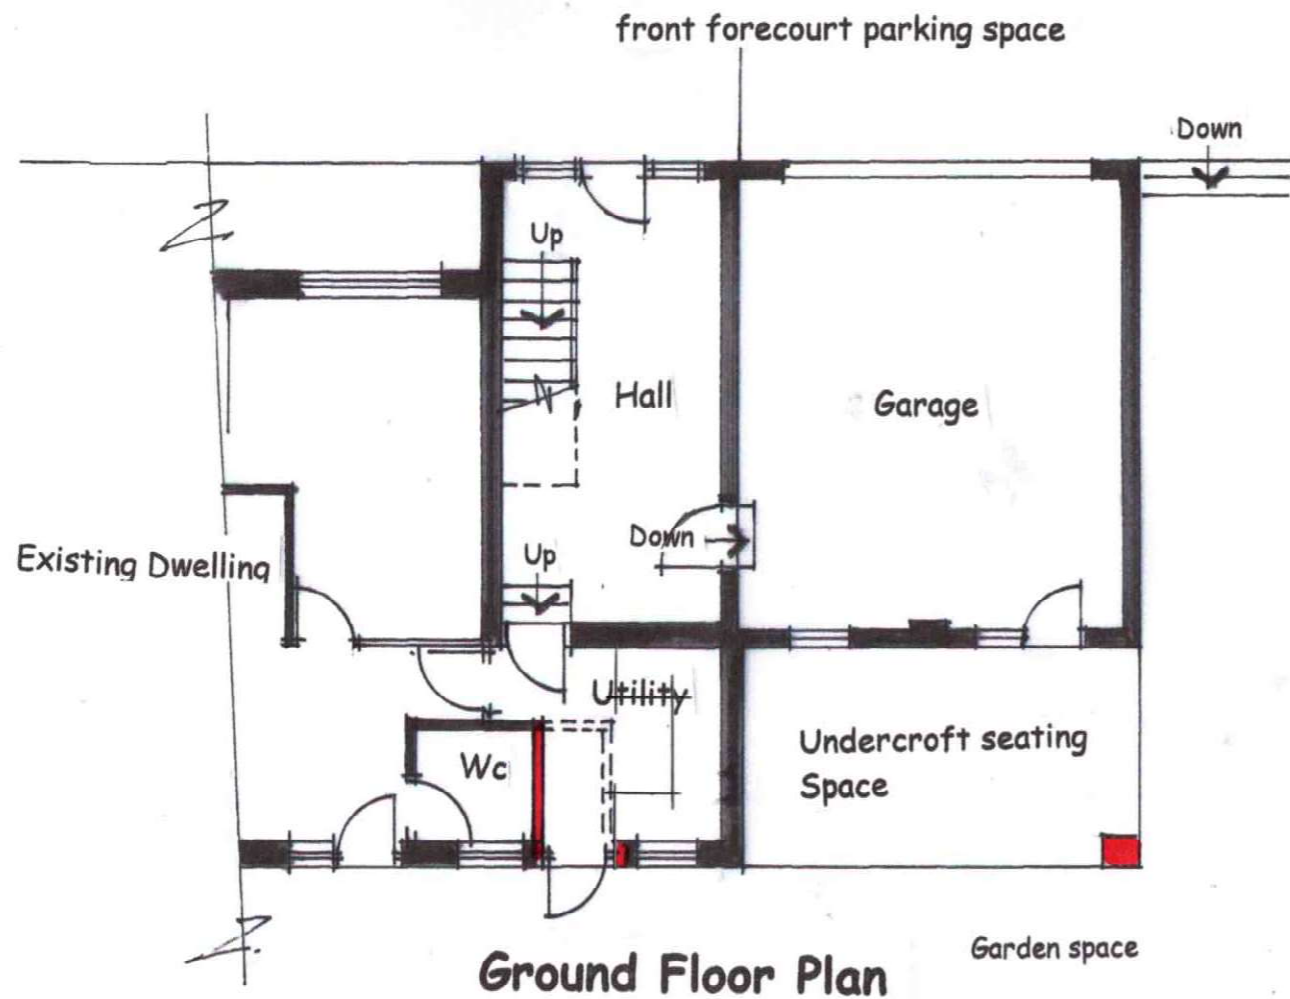 front forecourt parking space
Down
Up
Hall
Garage
Down
Up
Existing Dwelling
Utility
Wc
Undercroft seating
Space
Garden space
Ground Floor Plan